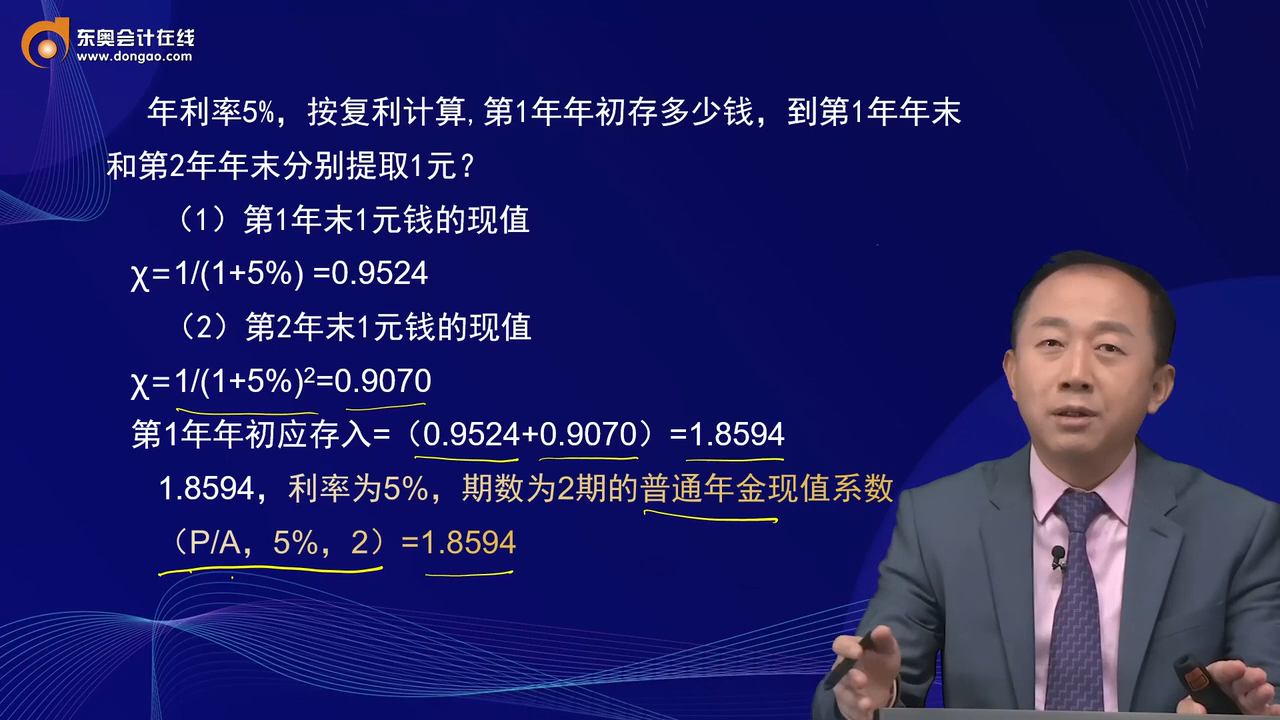 东奥会计在线
www.dongao.com
年利率5%，按复利计算,第1年年初存多少钱，到第1年年末
和第2年年末分别提取1元？
（1）第1年末1元钱的现值
χ=1/(1+5%) =0.9524
（2）第2年末1元钱的现值
χ=1/(1+5%)²=0.9070
第1年年初应存入=（0.9524+0.9070）=1.8594
1.8594，利率为5%，期数为2期的普通年金现值系数
（P/A，5%，2）=1.8594